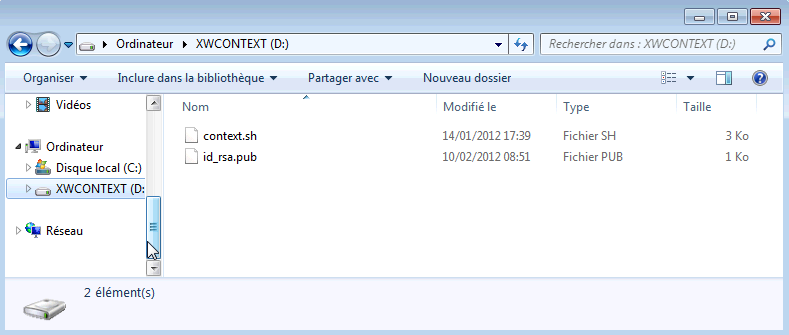 Ordinateur XWCONTEXT (D:)
Rechercher dans : XWCONTEXT (D:)
Organiser Inclure dans la bibliothèque Partager avec Nouveau dossier
Vidéos
Ordinateur
Disque local (C:)
XWCONTEXT (D:
Réseau
Nom Modifié le Type Taille
context.sh 14/01/2012 17:39 Fichier SH 3 Ko
id_rsa.pub 10/02/2012 08:51 Fichier PUB 1 Ko
2 élément(s)